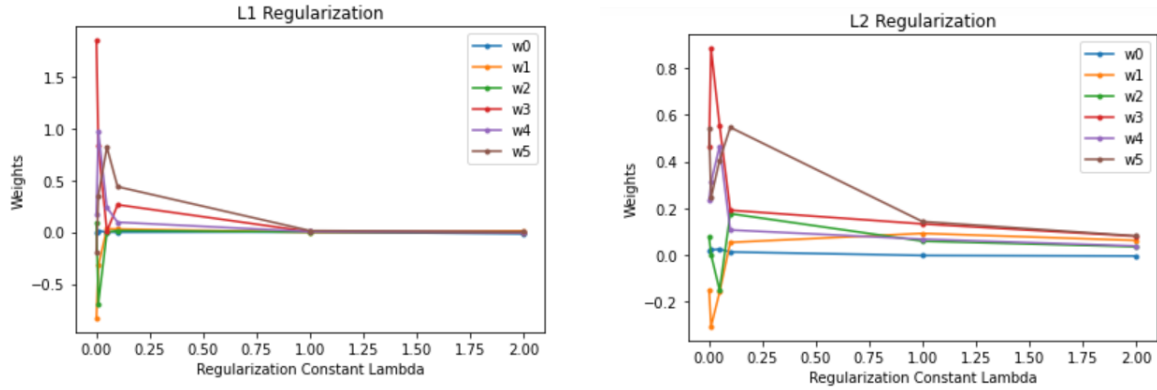 L1 Regularization
w0
w1
w2
w3
w4
w5
Weights
1.5
1.0
0.5
0.0
−0.5
0.00 0.25 0.50 0.75 1.00 1.25 1.50 1.75 2.00
Regularization Constant Lambda
L2 Regularization
w0
w1
w2
w3
w4
w5
Weights
0.8
0.6
0.4
0.2
0.0
−0.2
0.00 0.25 0.50 0.75 1.00 1.25 1.50 1.75 2.00
Regularization Constant Lambda